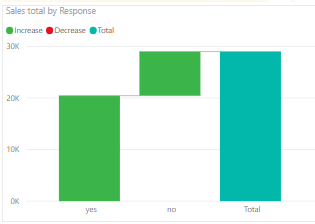 Sales total by Response
Increase Decrease Total
30K
20K
10K
0K
yes no Total